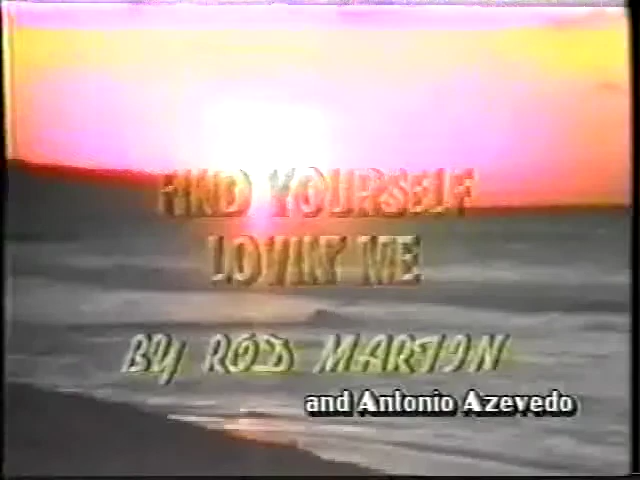 FIND YOURSELF
LOVIN' ME
BY ROD MARTIN
and Antonio Azevedo